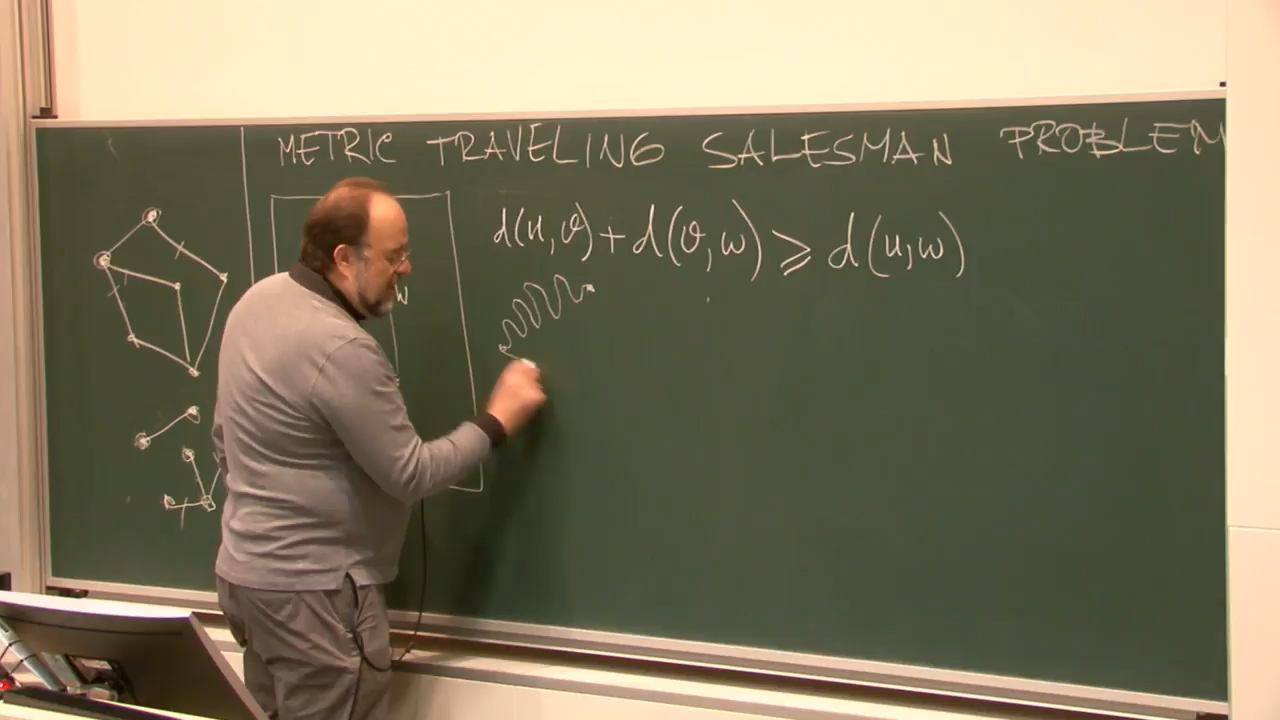 METRIC TRAVELING SALESMAN PROBLEM
d(u,v)+d(v,w)⩾d(u,w)
w